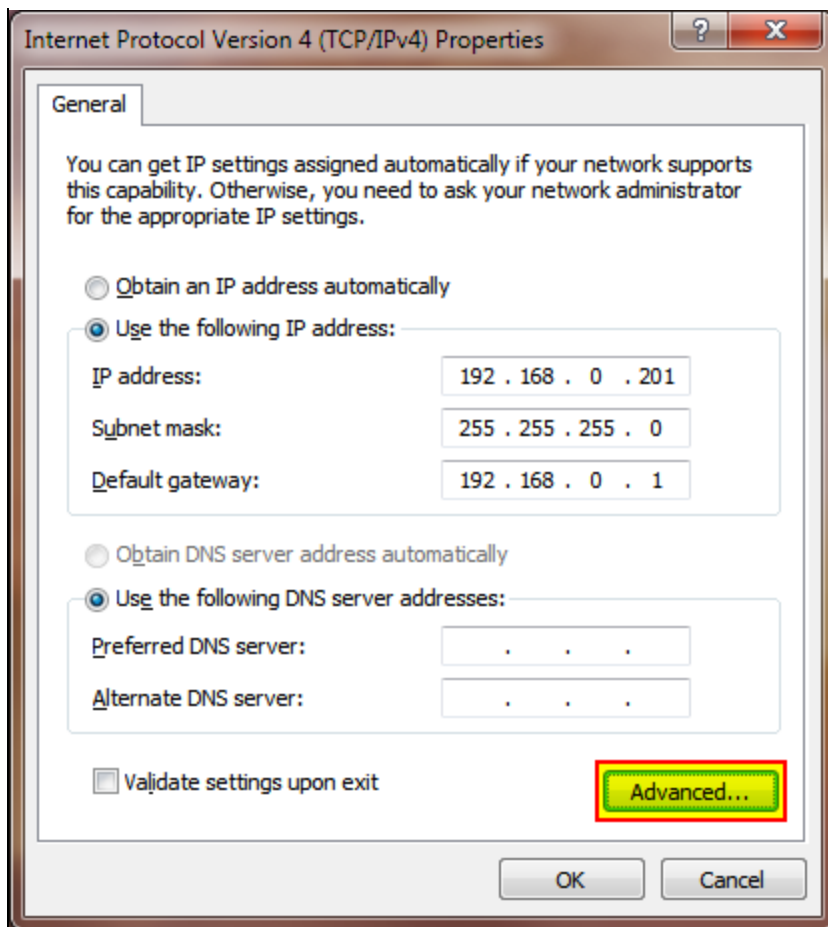 Internet Protocol Version 4 (TCP/IPv4) Properties
?
General
You can get IP settings assigned automatically if your network supports
this capability. Otherwise, you need to ask your network administrator
for the appropriate IP settings.
Obtain an IP address automatically
Use the following IP address:
IP address: 192 . 168 . 0 . 201
Subnet mask: 255 . 255 . 255 . 0
Default gateway: 192 . 168 . 0 . 1
Obtain DNS server address automatically
Use the following DNS server addresses:
Preferred DNS server: . . .
Alternate DNS server: . . .
Validate settings upon exit
Advanced...
OK Cancel